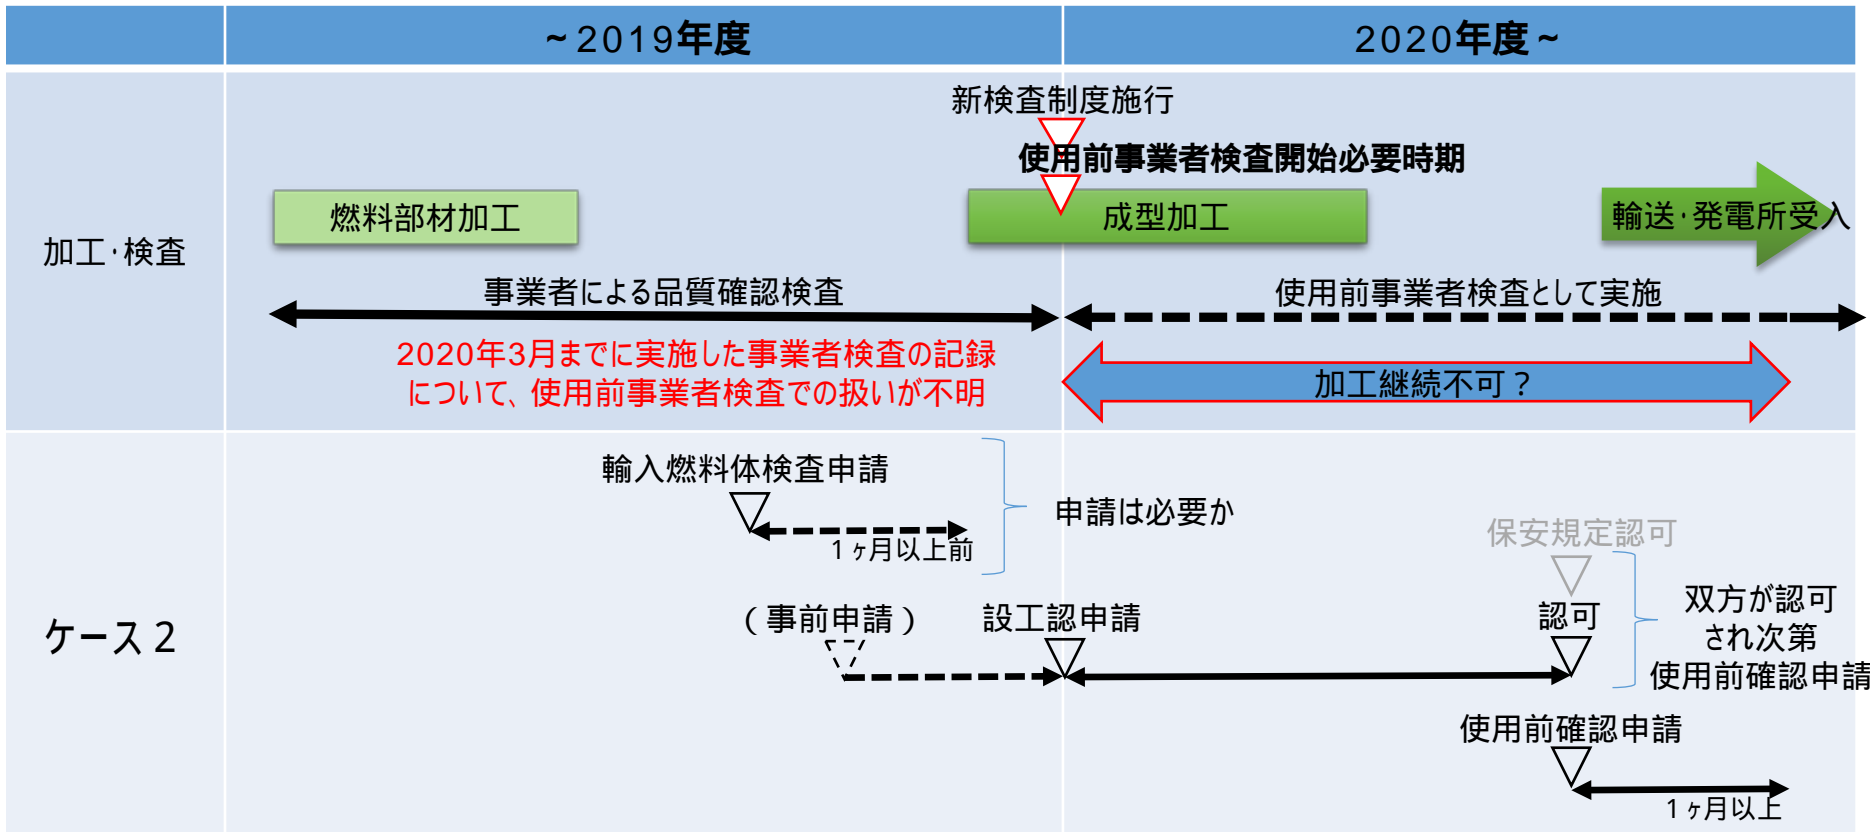 ~2019年度
2020年度~
加工・検査
新検査制度施行
使用前事業者検査開始必要時期
燃料部材加工
成型加工
輸送・発電所受入
事業者による品質確認検査
使用前事業者検査として実施
2020年3月までに実施した事業者検査の記録
について、使用前事業者検査での扱いが不明
加工継続不可？
ケース２
輸入燃料体検査申請
1ヶ月以上前
申請は必要か
（事前申請）
設工認申請
保安規定認可
認可
双方が認可
され次第
使用前確認申請
使用前確認申請
1ヶ月以上